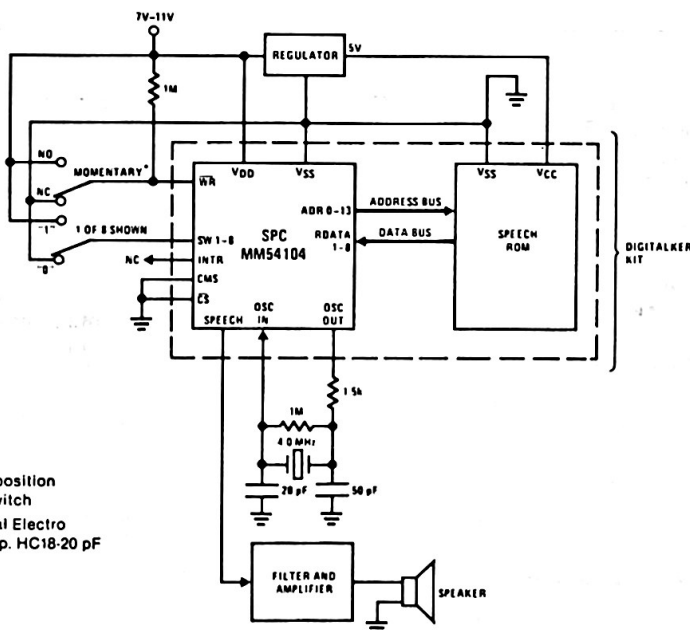 7V–11V
REGULATOR
5V
1M
NO
MOMENTARY*
NC
"1"
1 OF 8 SHOWN
"0"
NC
WR
VDD
VSS
ADR 0–13
SPC
MM54104
RDATA
1–8
SW 1–8
INTR
CMS
CS
SPEECH
OSC
IN
OSC
OUT
ADDRESS BUS
DATA BUS
VSS
VCC
SPEECH
ROM
DIGITALKER
KIT
1 5k
1M
4 0 MHz
20 pF
50 pF
position
witch
al Electro
p. HC18-20 pF
FILTER AND
AMPLIFIER
SPEAKER